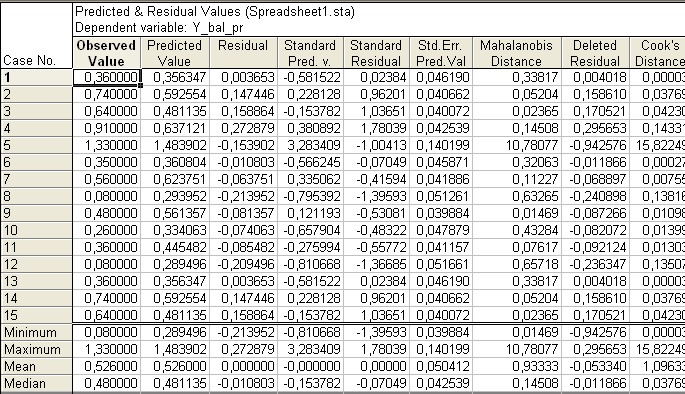 Predicted & Residual Values (Spreadsheet1.sta)
Dependent variable: Y_bal_pr
Case No. Observed Value Predicted Value Residual Standard Pred. v. Standard Residual Std.Err. Pred.Val Mahalanobis Distance Deleted Residual Cook's Distance
1 0,360000 0,356347 0,003653 -0,581522 0,02384 0,046190 0,33817 0,004018 0,00003
2 0,740000 0,592554 0,147446 0,228128 0,96201 0,040662 0,05204 0,158610 0,03769
3 0,640000 0,481135 0,158864 -0,153782 1,03651 0,040072 0,02365 0,170521 0,04230
4 0,910000 0,637121 0,272879 0,380892 1,78039 0,042539 0,14508 0,295653 0,14331
5 1,330000 1,483902 -0,153902 3,283409 -1,00413 0,140199 10,78077 -0,942576 15,82249
6 0,350000 0,360804 -0,010803 -0,566245 -0,07049 0,045871 0,32063 -0,011866 0,00027
7 0,560000 0,623751 -0,063751 0,335062 -0,41594 0,041886 0,11227 -0,068897 0,00755
8 0,080000 0,293952 -0,213952 -0,795392 -1,39593 0,051261 0,63265 -0,240898 0,13816
9 0,480000 0,561357 -0,081357 0,121193 -0,53081 0,039884 0,01469 -0,087266 0,01098
10 0,260000 0,334063 -0,074063 -0,657904 -0,48322 0,047879 0,43284 -0,082072 0,01399
11 0,360000 0,445482 -0,085482 -0,275994 -0,55772 0,041157 0,07617 -0,092124 0,01303
12 0,080000 0,289496 -0,209496 -0,810668 -1,36685 0,051661 0,65718 -0,236347 0,13507
13 0,360000 0,356347 0,003653 -0,581522 0,02384 0,046190 0,33817 0,004018 0,00003
14 0,740000 0,592554 0,147446 0,228128 0,96201 0,040662 0,05204 0,158610 0,03769
15 0,640000 0,481135 0,158864 -0,153782 1,03651 0,040072 0,02365 0,170521 0,04230
Minimum 0,080000 0,289496 -0,213952 -0,810668 -1,39593 0,039884 0,01469 -0,942576 0,00003
Maximum 1,330000 1,483902 0,272879 3,283409 1,78039 0,140199 10,78077 0,295653 15,82249
Mean 0,526000 0,526000 0,000000 -0,000000 0,00000 0,050412 0,93333 -0,053340 1,09633
Median 0,480000 0,481135 -0,010803 -0,153782 -0,07049 0,042539 0,14508 -0,011866 0,03769